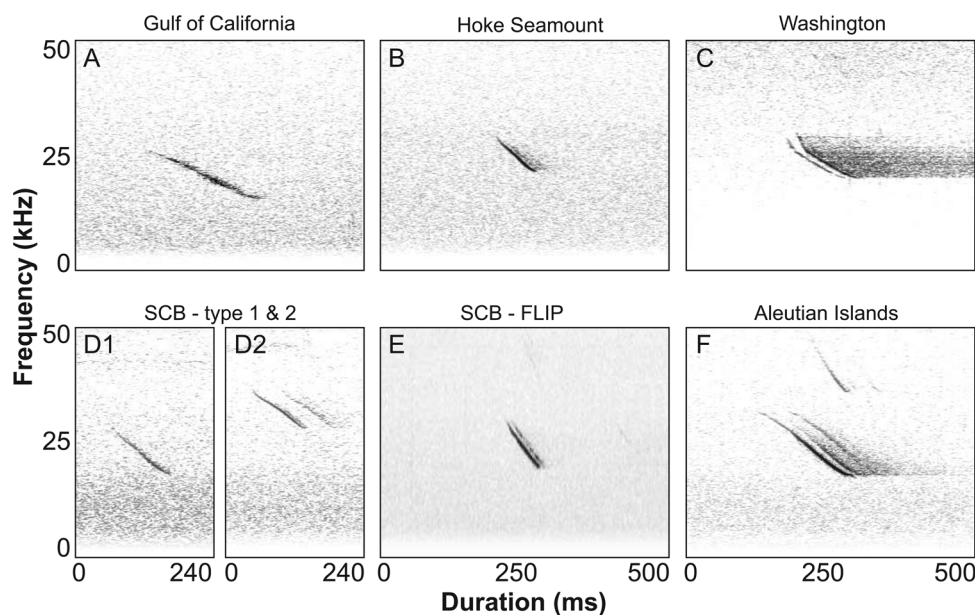 Gulf of California
Hoke Seamount
Washington
50
A
B
C
25
0
Frequency (kHz)
SCB - type 1 & 2
SCB - FLIP
Aleutian Islands
50
D1
D2
E
F
25
0
0
240
0
240
0
250
500
0
250
500
Duration (ms)